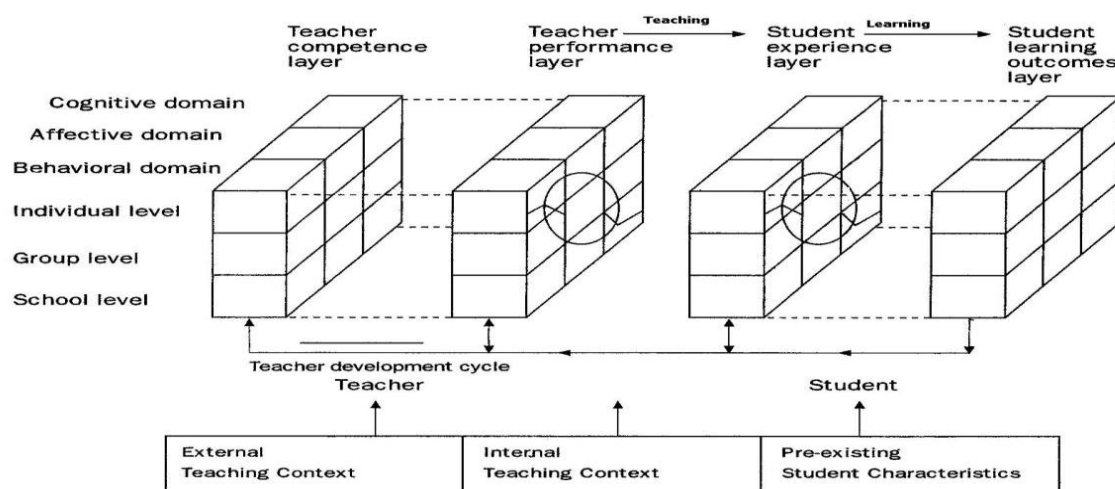 Teaching
Learning
Teacher
competence
layer
Teacher
performance
layer
Student
experience
layer
Student
learning
outcomes
layer
Cognitive domain
Affective domain
Behavioral domain
Individual level
Group level
School level
Teacher development cycle
Teacher
Student
External
Teaching Context
Internal
Teaching Context
Pre-existing
Student Characteristics